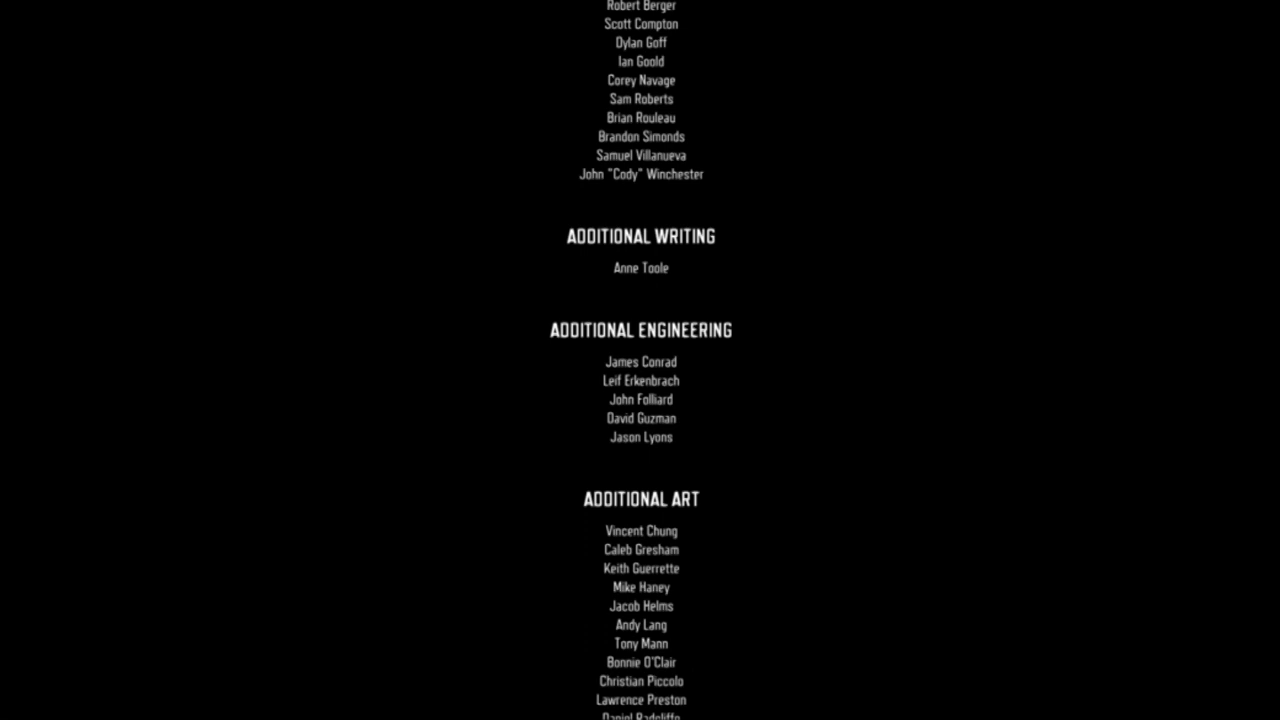 Robert Berger
Scott Compton
Dylan Goff
Ian Goold
Corey Navage
Sam Roberts
Brian Rouleau
Brandon Simonds
Samuel Villanueva
John "Cody" Winchester
ADDITIONAL WRITING
Anne Toole
ADDITIONAL ENGINEERING
James Conrad
Leif Erkenbrach
John Folliard
David Guzman
Jason Lyons
ADDITIONAL ART
Vincent Chung
Caleb Gresham
Keith Guerrette
Mike Haney
Jacob Helms
Andy Lang
Tony Mann
Bonnie O'Clair
Christian Piccolo
Lawrence Preston
Daniel Radcliffe